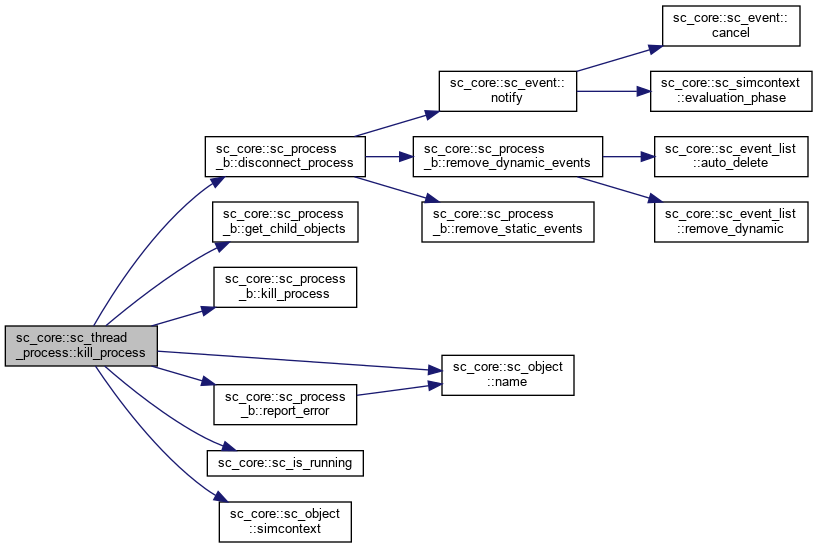 sc_core::sc_event::
cancel
sc_core::sc_event::
notify
sc_core::sc_simcontext
::evaluation_phase
sc_core::sc_process
_b::disconnect_process
sc_core::sc_process
_b::remove_dynamic_events
sc_core::sc_event_list
::auto_delete
sc_core::sc_process
_b::get_child_objects
sc_core::sc_process
_b::remove_static_events
sc_core::sc_event_list
::remove_dynamic
sc_core::sc_process
_b::kill_process
sc_core::sc_thread
_process::kill_process
sc_core::sc_object
::name
sc_core::sc_process
_b::report_error
sc_core::sc_is_running
sc_core::sc_object
::simcontext